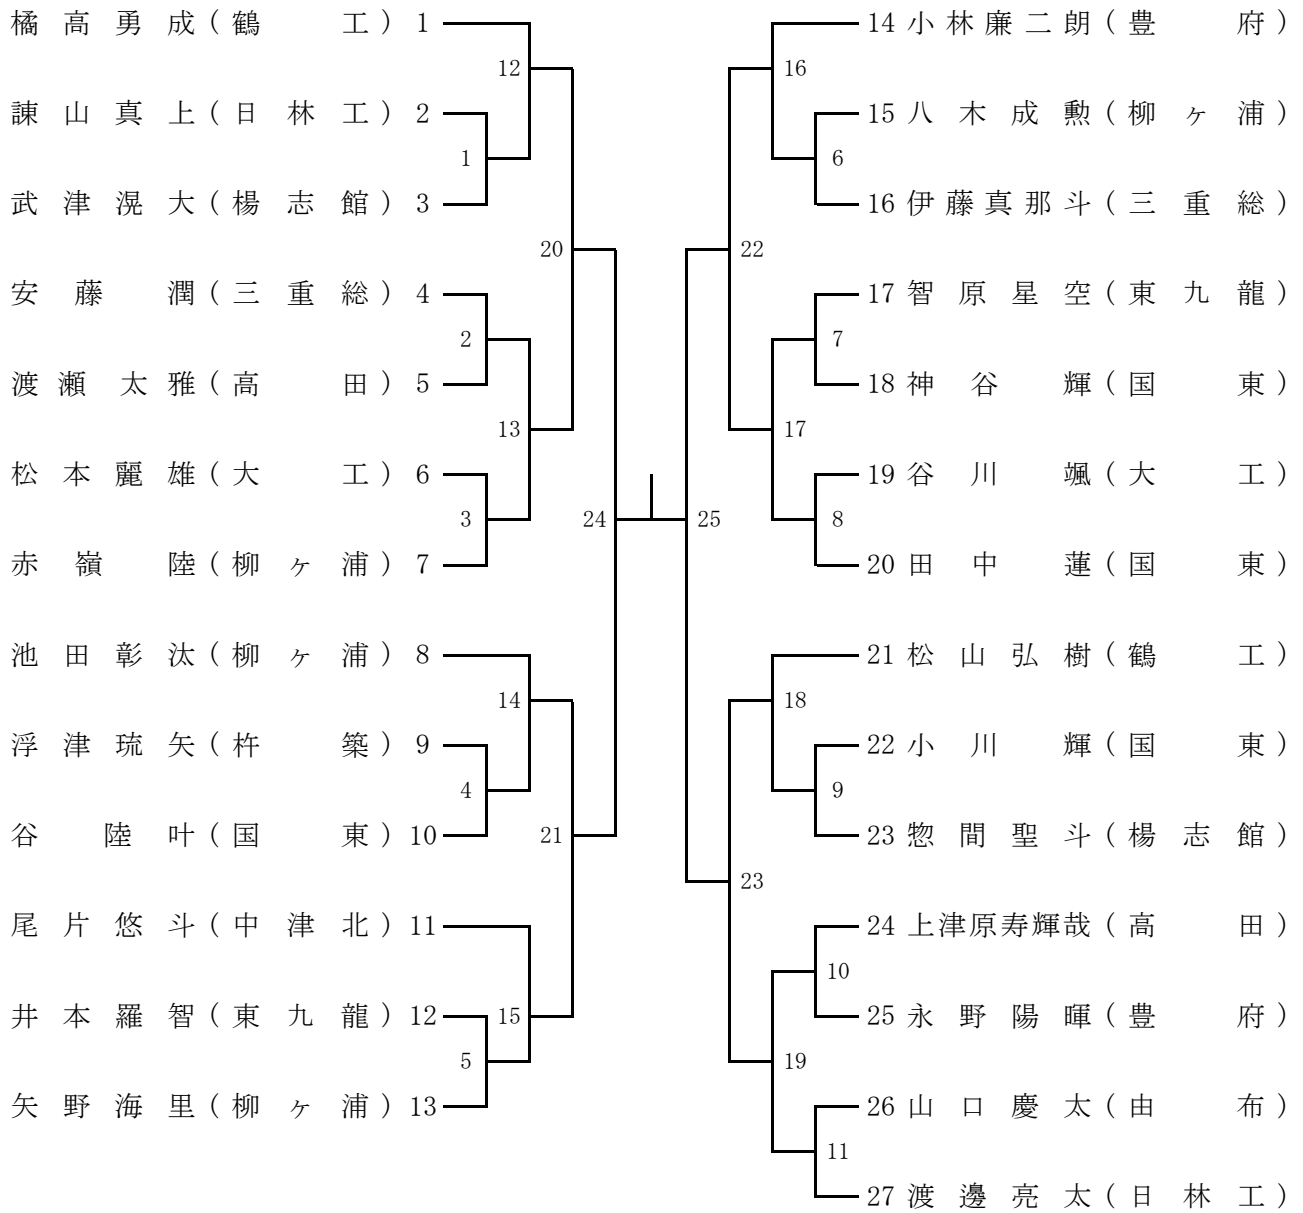 橘高勇成(鶴工) 1
12
諫山真上(日林工) 2
1
武津滉大(楊志館) 3
20
安藤潤(三重総) 4
2
渡瀬太雅(高田) 5
13
松本麗雄(大工) 6
3
24
赤嶺陸(柳ヶ浦) 7
池田彰汰(柳ヶ浦) 8
14
浮津琉矢(杵築) 9
4
谷陸叶(国東) 10
21
尾片悠斗(中津北) 11
井本羅智(東九龍) 12
15
5
矢野海里(柳ヶ浦) 13
14 小林廉二朗(豊府)
16
15 八木成勲(柳ヶ浦)
6
16 伊藤真那斗(三重総)
22
17 智原星空(東九龍)
7
18 神谷輝(国東)
17
19 谷川颯(大工)
8
25
20 田中蓮(国東)
21 松山弘樹(鶴工)
18
22 小川輝(国東)
9
23 惣間聖斗(楊志館)
23
24 上津原寿輝哉(高田)
10
25 永野陽暉(豊府)
19
26 山口慶太(由布)
11
27 渡邊亮太(日林工)